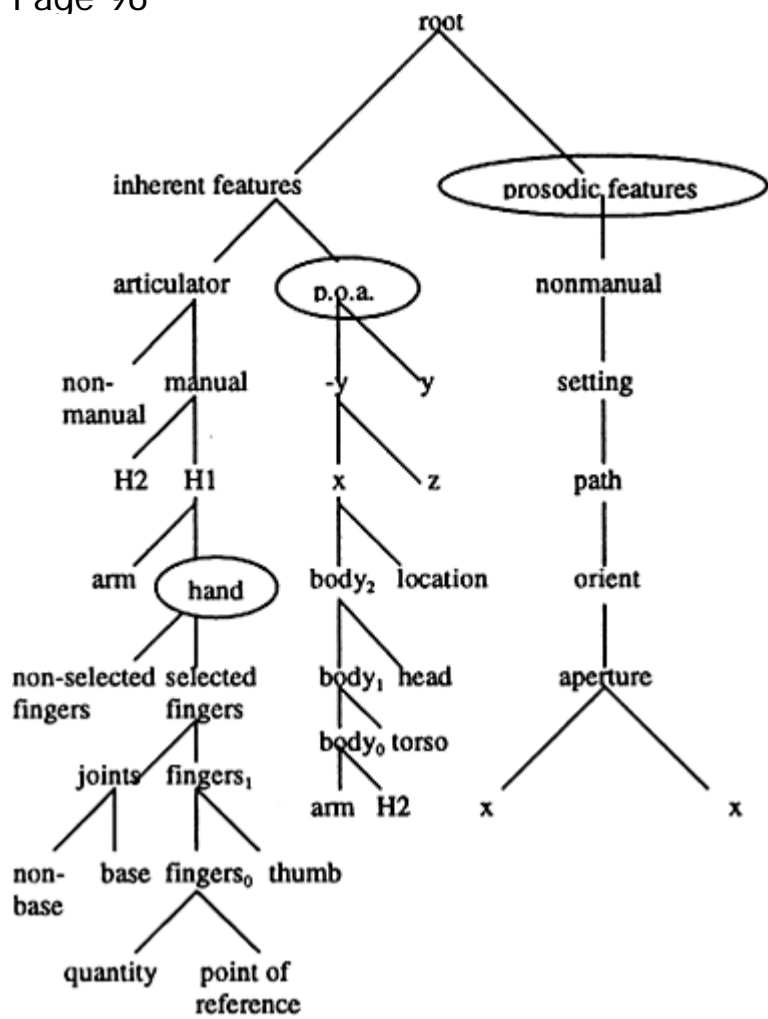 Page 96
root
inherent features prosodic features
articulator p.o.a. nonmanual
non-manual manual -y y setting
H2 H1 x z path
arm hand body₂ location orient
non-selected fingers selected fingers body₁ head aperture
body₀ torso
joints fingers₁
arm H2 x x
non-base base fingers₀ thumb
quantity point of reference